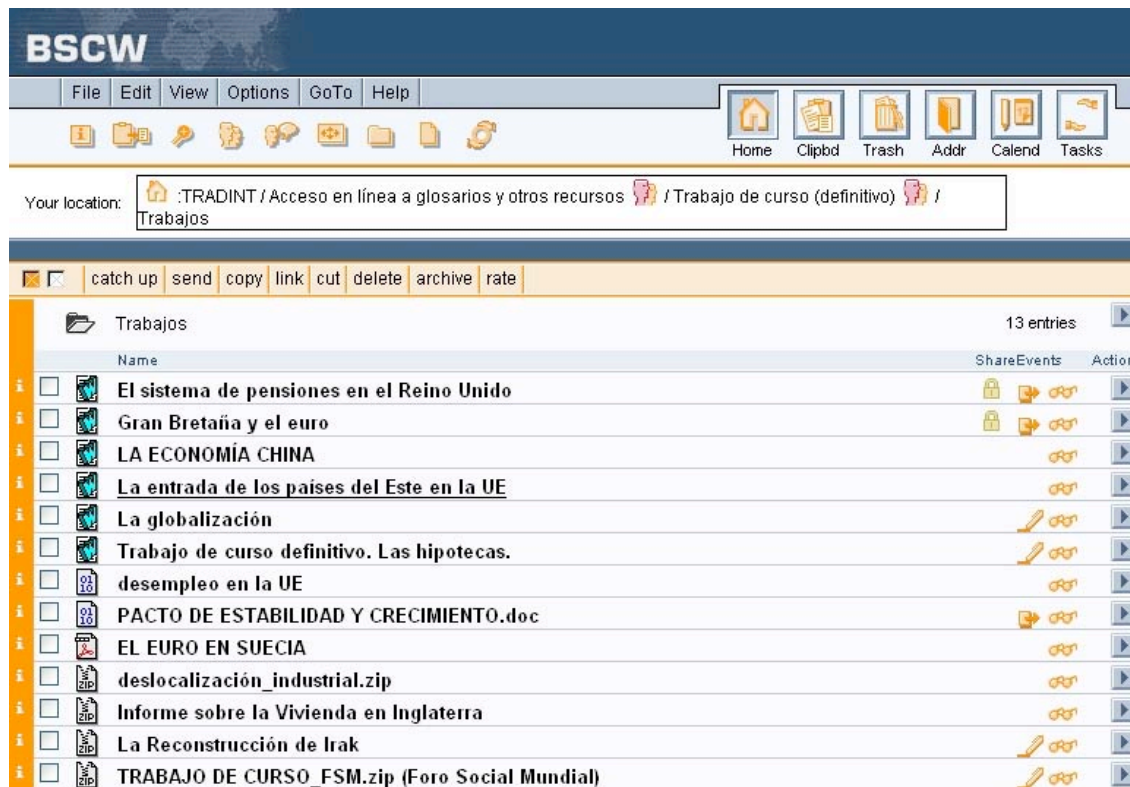 BSCW
File Edit View Options GoTo Help
Home Clipbd Trash Addr Calend Tasks
Your location: :TRADINT / Acceso en línea a glosarios y otros recursos / Trabajo de curso (definitivo) /
Trabajos
catch up send copy link cut delete archive rate
Trabajos 13 entries
Name Share Events Action
El sistema de pensiones en el Reino Unido
Gran Bretaña y el euro
LA ECONOMÍA CHINA
La entrada de los países del Este en la UE
La globalización
Trabajo de curso definitivo. Las hipotecas.
desempleo en la UE
PACTO DE ESTABILIDAD Y CRECIMIENTO.doc
EL EURO EN SUECIA
deslocalización_industrial.zip
Informe sobre la Vivienda en Inglaterra
La Reconstrucción de Irak
TRABAJO DE CURSO_FSM.zip (Foro Social Mundial)